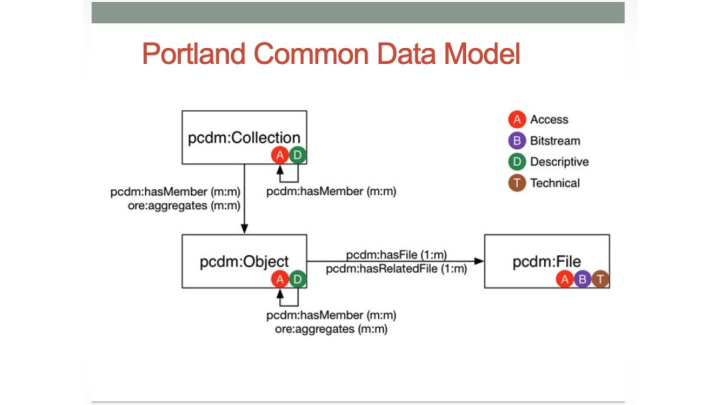 Portland Common Data Model
pcdm:Collection
A D
A Access
B Bitstream
D Descriptive
T Technical
pcdm:hasMember (m:m)
ore:aggregates (m:m)
pcdm:hasMember (m:m)
pcdm:Object
A D
pcdm:hasFile (1:m)
pcdm:hasRelatedFile (1:m)
pcdm:File
A B T
pcdm:hasMember (m:m)
ore:aggregates (m:m)